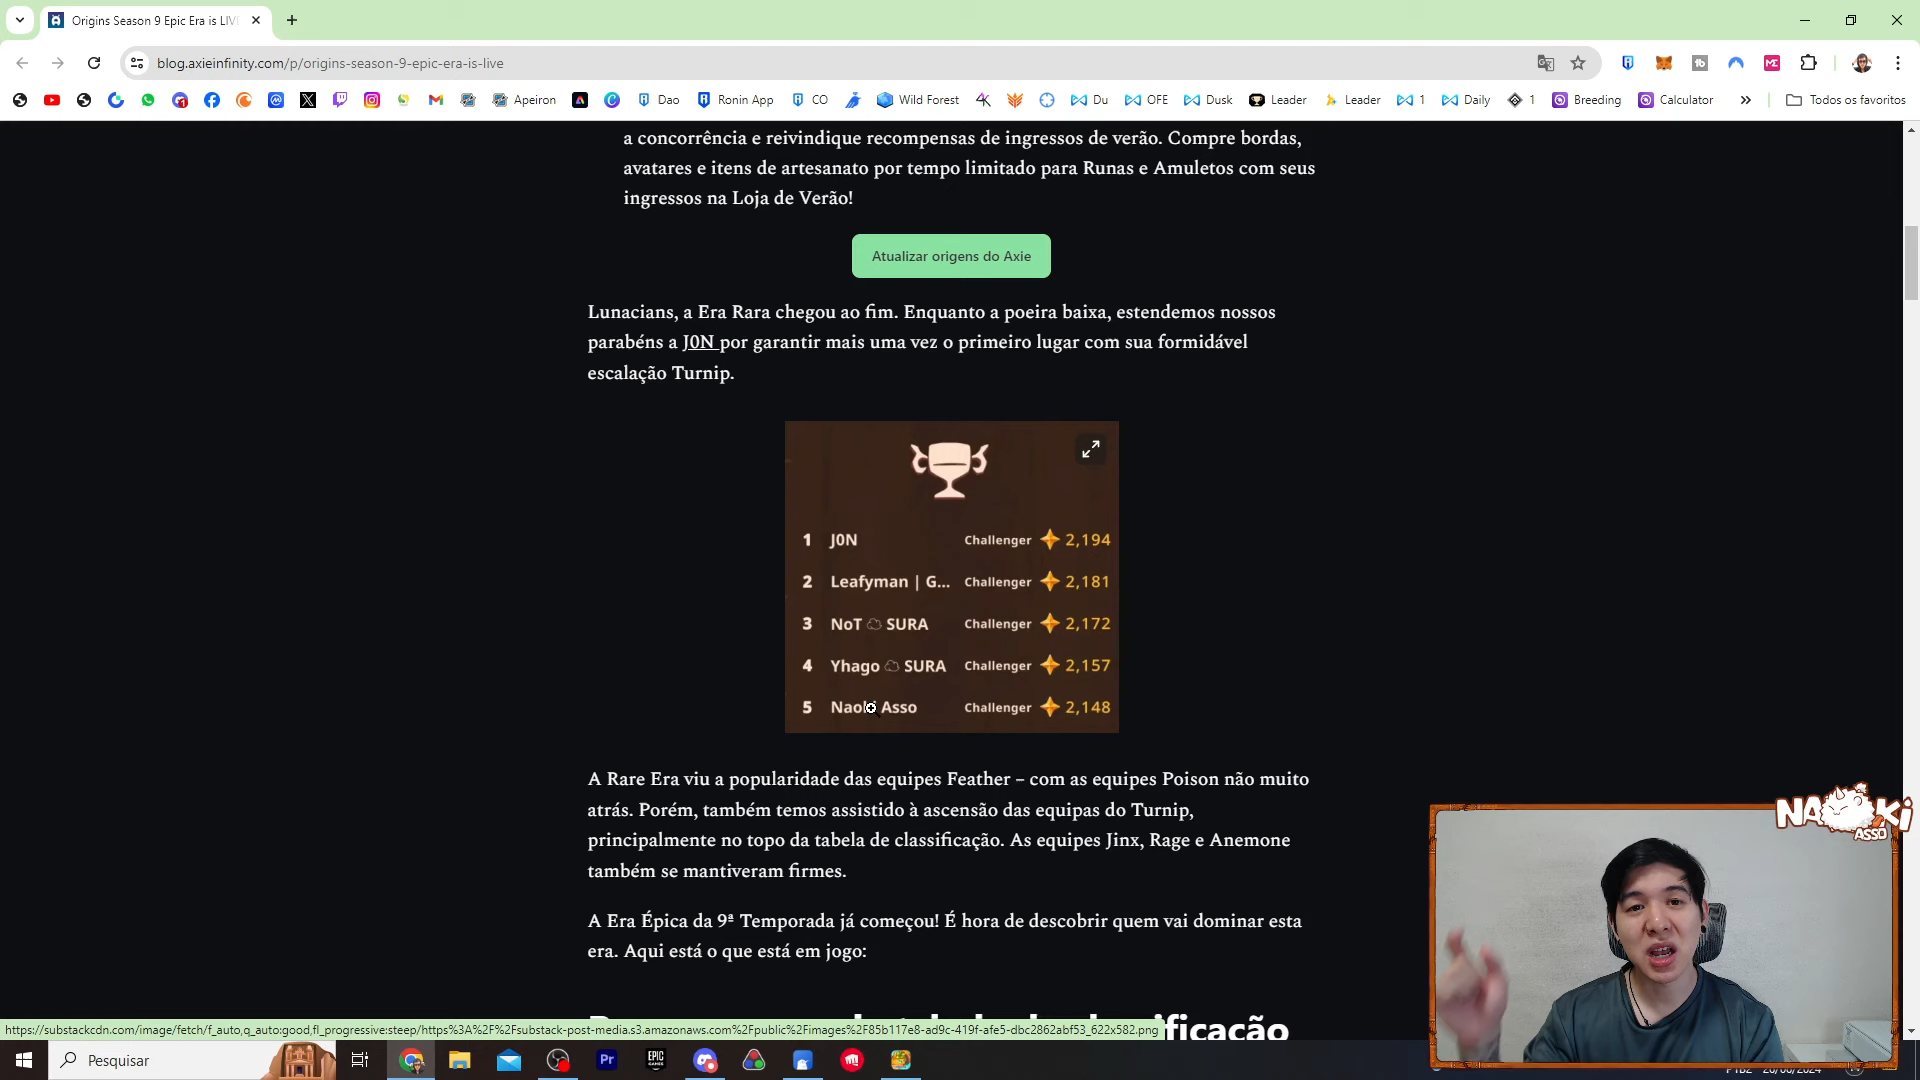 Origins Season 9 Epic Era is LIV
blog.axieinfinity.com/p/origins-season-9-epic-era-is-live
Apeiron
Dao
Ronin App
CO
Wild Forest
Du
OFE
Dusk
Leader
Leader
1
Daily
1
Breeding
Calculator
Todos os favoritos
a concorrência e reivindique recompensas de ingressos de verão. Compre bordas,
avatares e itens de artesanato por tempo limitado para Runas e Amuletos com seus
ingressos na Loja de Verão!
Atualizar origens do Axie
Lunacians, a Era Rara chegou ao fim. Enquanto a poeira baixa, estendemos nossos
parabéns a J0N por garantir mais uma vez o primeiro lugar com sua formidável
escalação Turnip.
1 J0N Challenger 2,194
2 Leafyman | G... Challenger 2,181
3 NoT SURA Challenger 2,172
4 Yhago SURA Challenger 2,157
5 Naoki Asso Challenger 2,148
A Rare Era viu a popularidade das equipes Feather – com as equipes Poison não muito
atrás. Porém, também temos assistido à ascensão das equipas do Turnip,
principalmente no topo da tabela de classificação. As equipes Jinx, Rage e Anemone
também se mantiveram firmes.
A Era Épica da 9ª Temporada já começou! É hora de descobrir quem vai dominar esta
era. Aqui está o que está em jogo:
NAOKi
ASSO
https://substackcdn.com/image/fetch/f_auto,q_auto:good,fl_progressive:steep/https%3A%2F%2Fsubstack-post-media.s3.amazonaws.com%2Fpublic%2Fimages%2F85b117e8-ad9c-419f-afe5-dbc2862abf53_622x582.png
Pesquisar